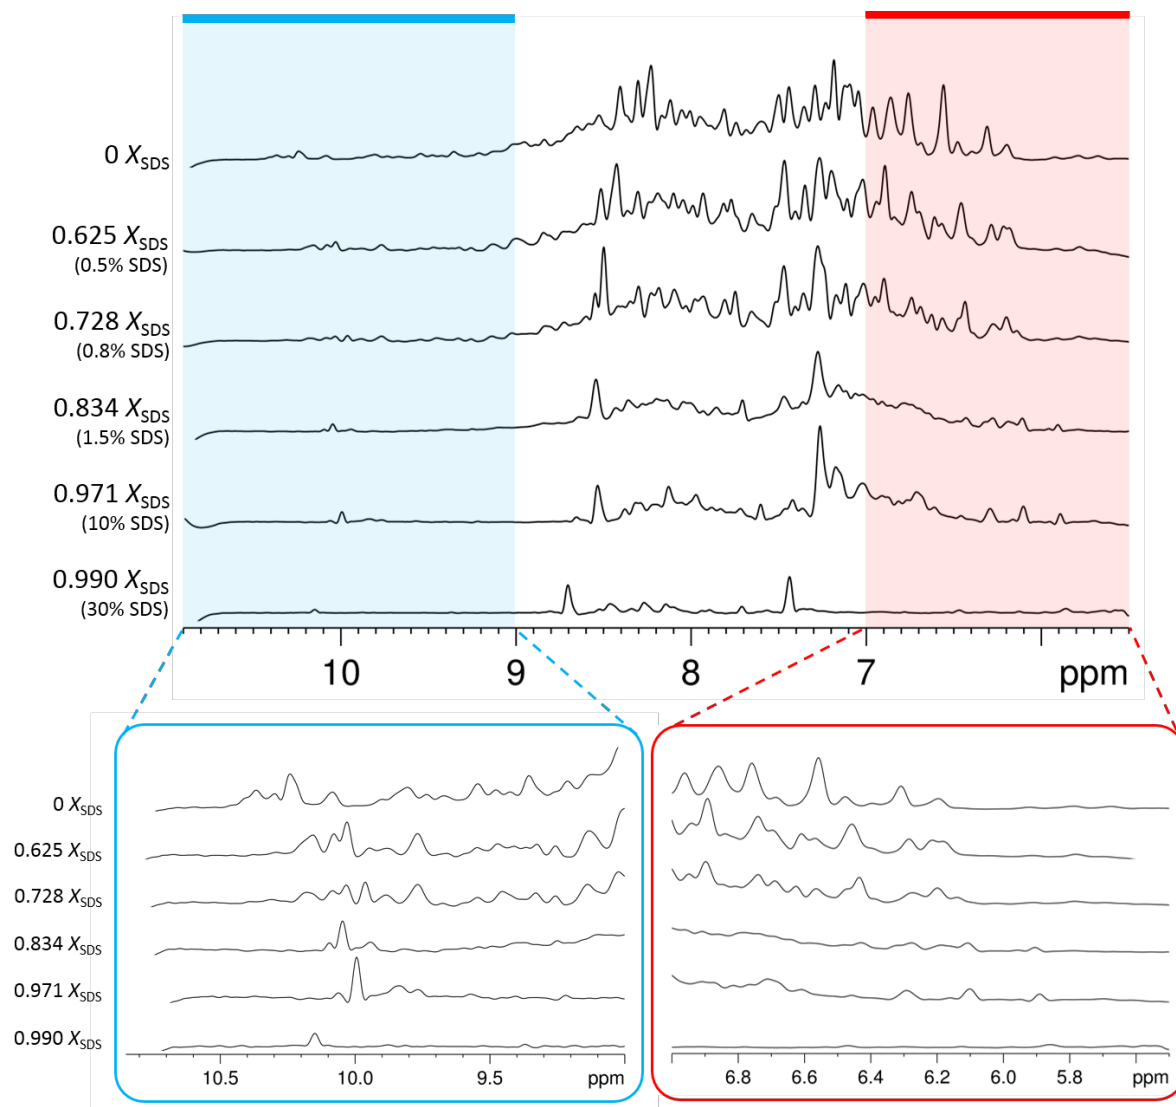 0 XSDS
0.625 XSDS
(0.5% SDS)
0.728 XSDS
(0.8% SDS)
0.834 XSDS
(1.5% SDS)
0.971 XSDS
(10% SDS)
0.990 XSDS
(30% SDS)
10 9 8 7 ppm
0 XSDS
0.625 XSDS
0.728 XSDS
0.834 XSDS
0.971 XSDS
0.990 XSDS
10.5 10.0 9.5 ppm
6.8 6.6 6.4 6.2 6.0 5.8 ppm